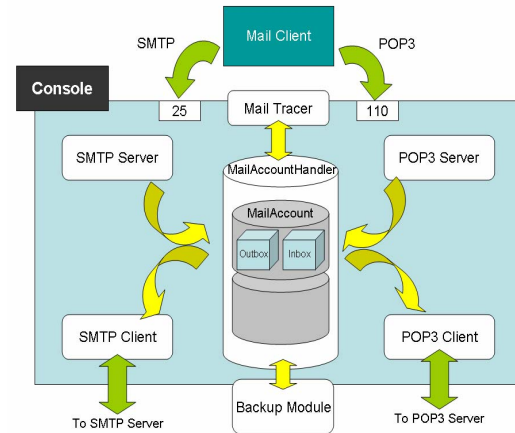 Mail Client
SMTP
POP3
Console
25
Mail Tracer
110
SMTP Server
POP3 Server
MailAccountHandler
MailAccount
Outbox
Inbox
SMTP Client
POP3 Client
Backup Module
To SMTP Server
To POP3 Server